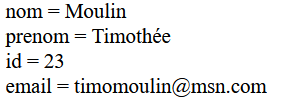 nom = Moulin
prenom = Timothée
id = 23
email = timomoulin@msn.com